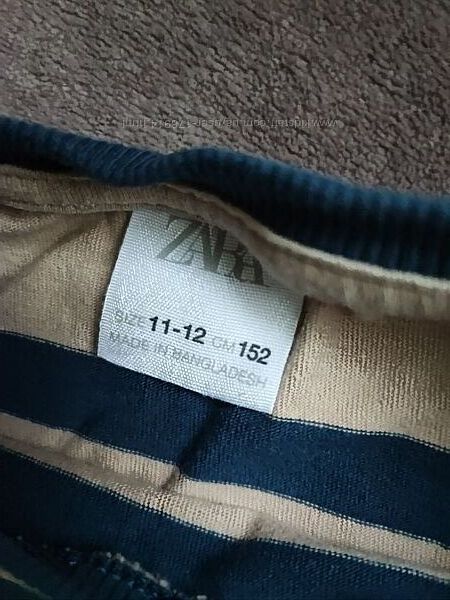 ZARA
SIZE 11-12 CM 152
MADE IN BANGLADESH